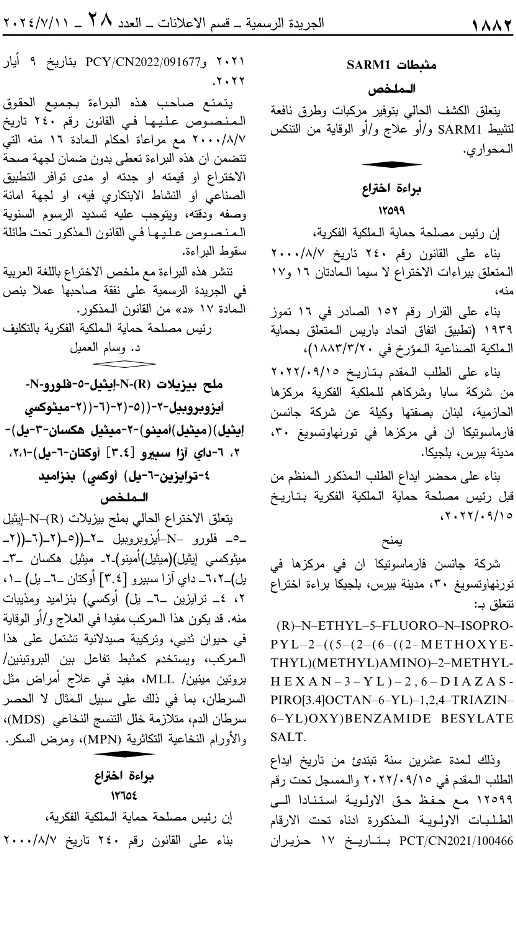 ١٨٨٢
الجريدة الرسمية ــ قسم الاعلانات ــ العدد ٢٨ ــ ٢٠٢٤/٧/١١
مثبطات SARM1
الملخص
يتعلق الكشف الحالي بتوفير مركبات وطرق نافعة
لتثبيط SARM1 و/أو علاج و/أو الوقاية من التنكس
المحواري.
براءة اختراع
١٢٥٩٩
إن رئيس مصلحة حماية الملكية الفكرية،
بناء على القانون رقم ٢٤٠ تاريخ ٢٠٠٠/٨/٧
المتعلق ببراءات الاختراع لا سيما المادتان ١٦ و١٧
منه،
بناء على القرار رقم ١٥٢ الصادر في ١٦ تموز
١٩٣٩ (تطبيق اتفاق اتحاد باريس المتعلق بحماية
الملكية الصناعية المؤرخ في ١٨٨٣/٣/٢٠)،
بناء على الطلب المقدم بتاريخ ٢٠٢٢/٠٩/١٥
من شركة سابا وشركاهم للملكية الفكرية مركزها
الحازمية، لبنان بصفتها وكيلة عن شركة جانسن
فارماسوتيكا ان في مركزها في تورنهاوتسويغ ٣٠،
مدينة بيرس، بلجيكا.
بناء على محضر ايداع الطلب المذكور المنظم من
قبل رئيس مصلحة حماية الملكية الفكرية بتاريخ
٢٠٢٢/٠٩/١٥،
يمنح
شركة جانسن فارماسوتيكا ان في مركزها في
تورنهاوتسويغ ٣٠، مدينة بيرس، بلجيكا براءة اختراع
تتعلق بـ:
(R)–N–ETHYL–5–FLUORO–N–ISOPRO-
PYL–2–((5–(2–(6–((2–METHOXYE-
THYL)(METHYL)AMINO)–2–METHYL-
HEXAN–3–YL)–2,6–DIAZAS-
PIRO[3.4]OCTAN–6–YL)–1,2,4–TRIAZIN–
6–YL)OXY)BENZAMIDE BESYLATE
SALT.
وذلك لمدة عشرين سنة تبتدئ من تاريخ ايداع
الطلب المقدم في ٢٠٢٢/٠٩/١٥ والمسجل تحت رقم
١٢٥٩٩ مع حفظ حق الاولوية استنادا الى
الطلبات الاولوية المذكورة ادناه تحت الارقام
PCT/CN2021/100466 بتاريخ ١٧ حزيران
٢٠٢١ وPCY/CN2022/091677 بتاريخ ٩ أيار
٢٠٢٢.
يتمتع صاحب هذه البراءة بجميع الحقوق
المنصوص عليها في القانون رقم ٢٤٠ تاريخ
٢٠٠٠/٨/٧ مع مراعاة احكام المادة ١٦ منه التي
تتضمن ان هذه البراءة تعطى بدون ضمان لجهة صحة
الاختراع او قيمته او جدته او مدى توافر التطبيق
الصناعي او النشاط الابتكاري فيه، او لجهة امانة
وصفه ودقته، ويتوجب عليه تسديد الرسوم السنوية
المنصوص عليها في القانون المذكور تحت طائلة
سقوط البراءة.
تنشر هذه البراءة مع ملخص الاختراع باللغة العربية
في الجريدة الرسمية على نفقة صاحبها عملا بنص
المادة ١٧ «د» من القانون المذكور.
رئيس مصلحة حماية الملكية الفكرية بالتكليف
د. وسام العميل
ملح بيزيلات (R)-N-إيثيل-٥-فلورو-N-
أيزوبروبيل-٢-((٥-(٢-(٦-((٢-ميثوكسي
إيثيل)(ميثيل)أمينو)-٢-ميثيل هكسان-٣-يل)-
٢، ٦-داي آزا سبيرو [٣.٤] أوكتان-٦-يل)-٢،١،
٤-ترايزين-٦-يل) أوكسي) بنزاميد
الملخص
يتعلق الاختراع الحالي بملح بيزيلات (R)–N–إيثيل
ــ٥ــ فلورو –N–أيزوبروبيل ــ٢ــ((٥ــ(٢ــ(٦ــ((٢ــ
ميثوكسي إيثيل)(ميثيل)أمينو)ــ٢ــ ميثيل هكسان ــ٣ــ
يل)ــ٦،٢ــ داي آزا سبيرو [٣.٤] أوكتان ــ٦ــ يل) ــ١،
٢، ٤ــ ترايزين ــ٦ــ يل) أوكسي) بنزاميد ومذيبات
منه. قد يكون هذا المركب مفيدا في العلاج و/أو الوقاية
في حيوان ثديي، وتركيبة صيدلانية تشتمل على هذا
المركب، ويستخدم كمثبط تفاعل بين البروتينين/
بروتين مينين/ MLL، مفيد في علاج أمراض مثل
السرطان، بما في ذلك على سبيل المثال لا الحصر
سرطان الدم، متلازمة خلل التنسج النخاعي (MDS)،
والأورام النخاعية التكاثرية (MPN)، ومرض السكر.
براءة اختراع
١٢٦٥٤
إن رئيس مصلحة حماية الملكية الفكرية،
بناء على القانون رقم ٢٤٠ تاريخ ٢٠٠٠/٨/٧